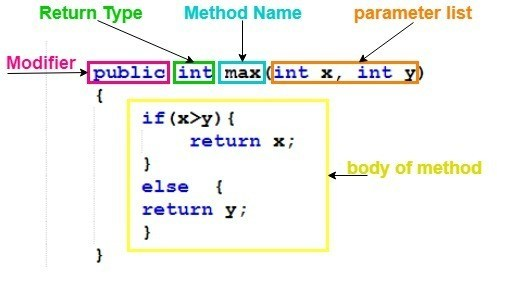 Return Type Method Name parameter list
Modifier
public int max(int x, int y)
{
if(x>y){
return x;
}
else {
return y;
}
}
body of method